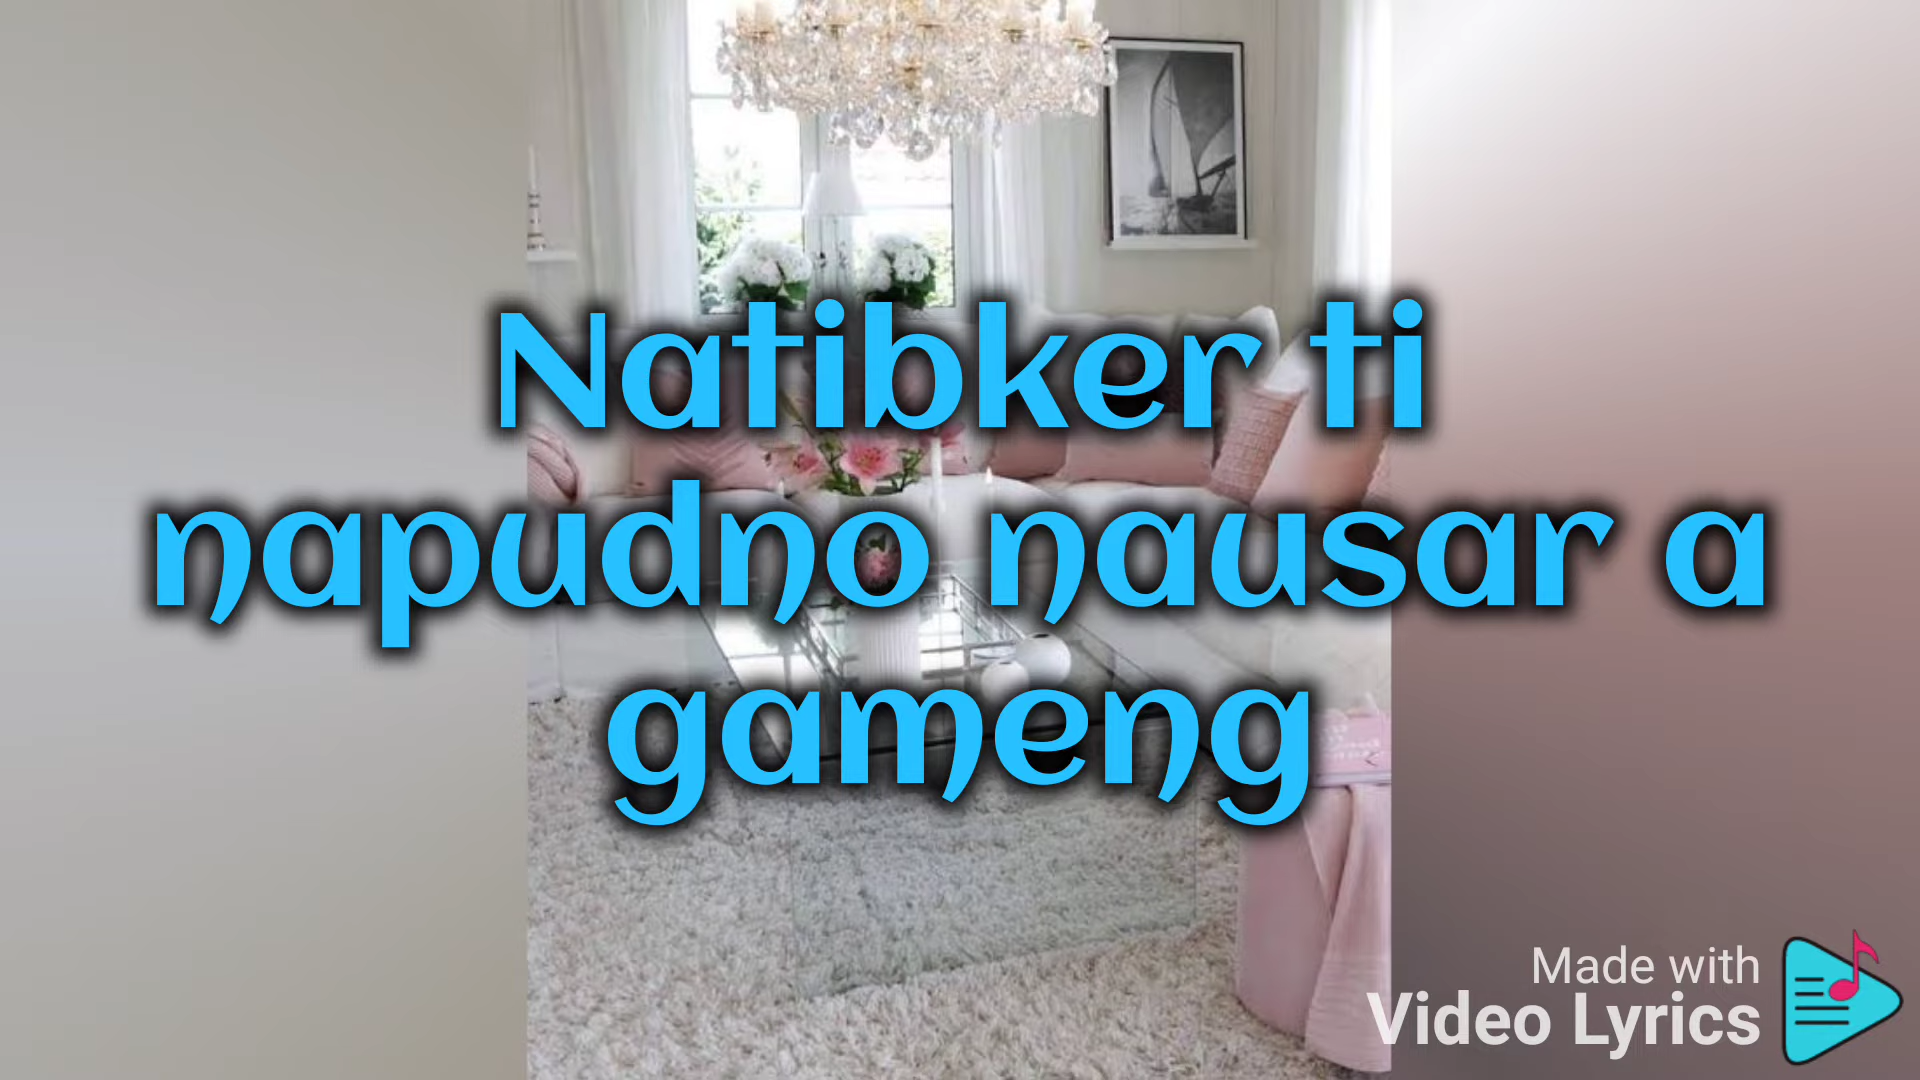 Natibker ti
napudno nausar a
gameng
Made with
Video Lyrics